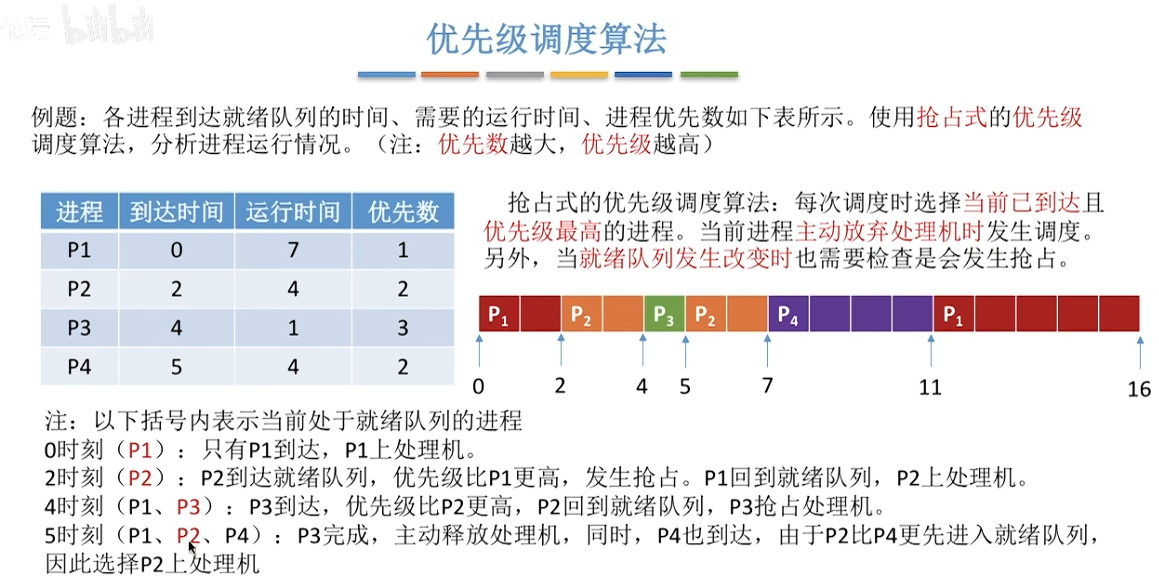 bilibili
优先级调度算法
例题：各进程到达就绪队列的时间、需要的运行时间、进程优先数如下表所示。使用抢占式的优先级
调度算法，分析进程运行情况。（注：优先数越大，优先级越高）
进程 到达时间 运行时间 优先数
P1 0 7 1
P2 2 4 2
P3 4 1 3
P4 5 4 2
抢占式的优先级调度算法：每次调度时选择当前已到达且
优先级最高的进程。当前进程主动放弃处理机时发生调度。
另外，当就绪队列发生改变时也需要检查是会发生抢占。
P1 P2 P3 P2 P4 P1
0 2 4 5 7 11 16
注：以下括号内表示当前处于就绪队列的进程
0时刻（P1）：只有P1到达，P1上处理机。
2时刻（P2）：P2到达就绪队列，优先级比P1更高，发生抢占。P1回到就绪队列，P2上处理机。
4时刻（P1、P3）：P3到达，优先级比P2更高，P2回到就绪队列，P3抢占处理机。
5时刻（P1、P2、P4）：P3完成，主动释放处理机，同时，P4也到达，由于P2比P4更先进入就绪队列，
因此选择P2上处理机